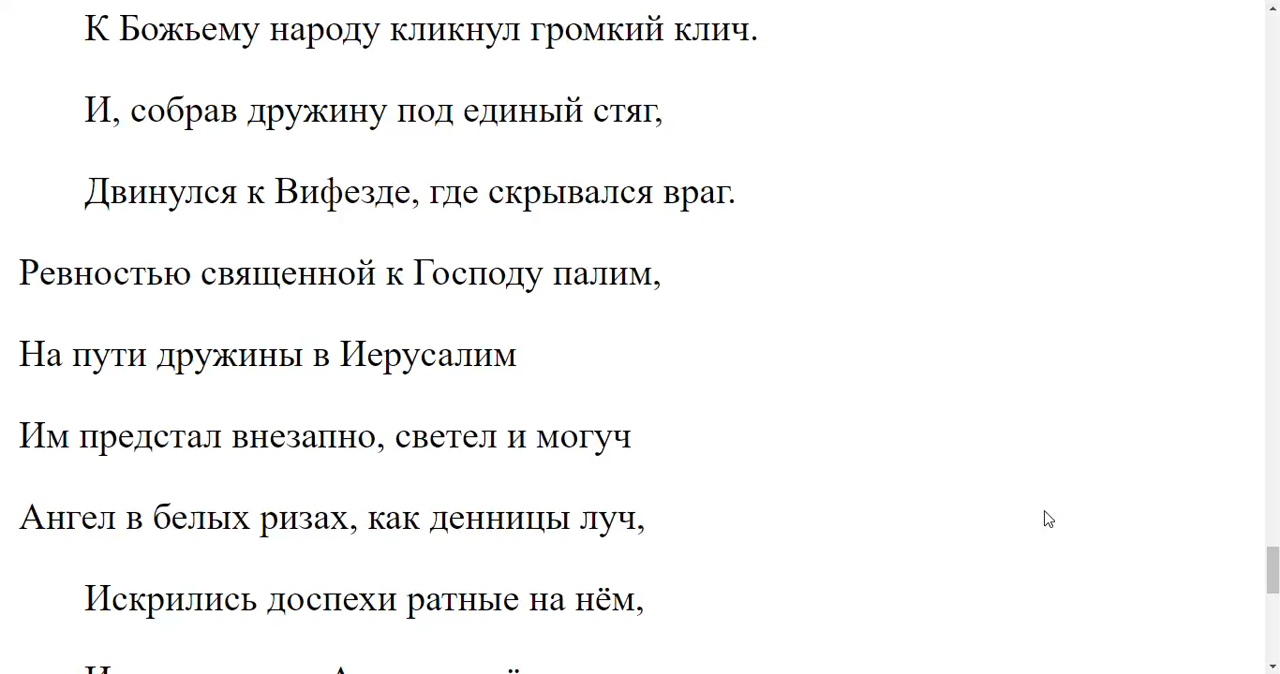 К Божьему народу кликнул громкий клич.
И, собрав дружину под единый стяг,
Двинулся к Вифезде, где скрывался враг.
Ревностью священной к Господу палим,
На пути дружины в Иерусалим
Им предстал внезапно, светел и могуч
Ангел в белых ризах, как денницы луч,
Искрились доспехи ратные на нём,